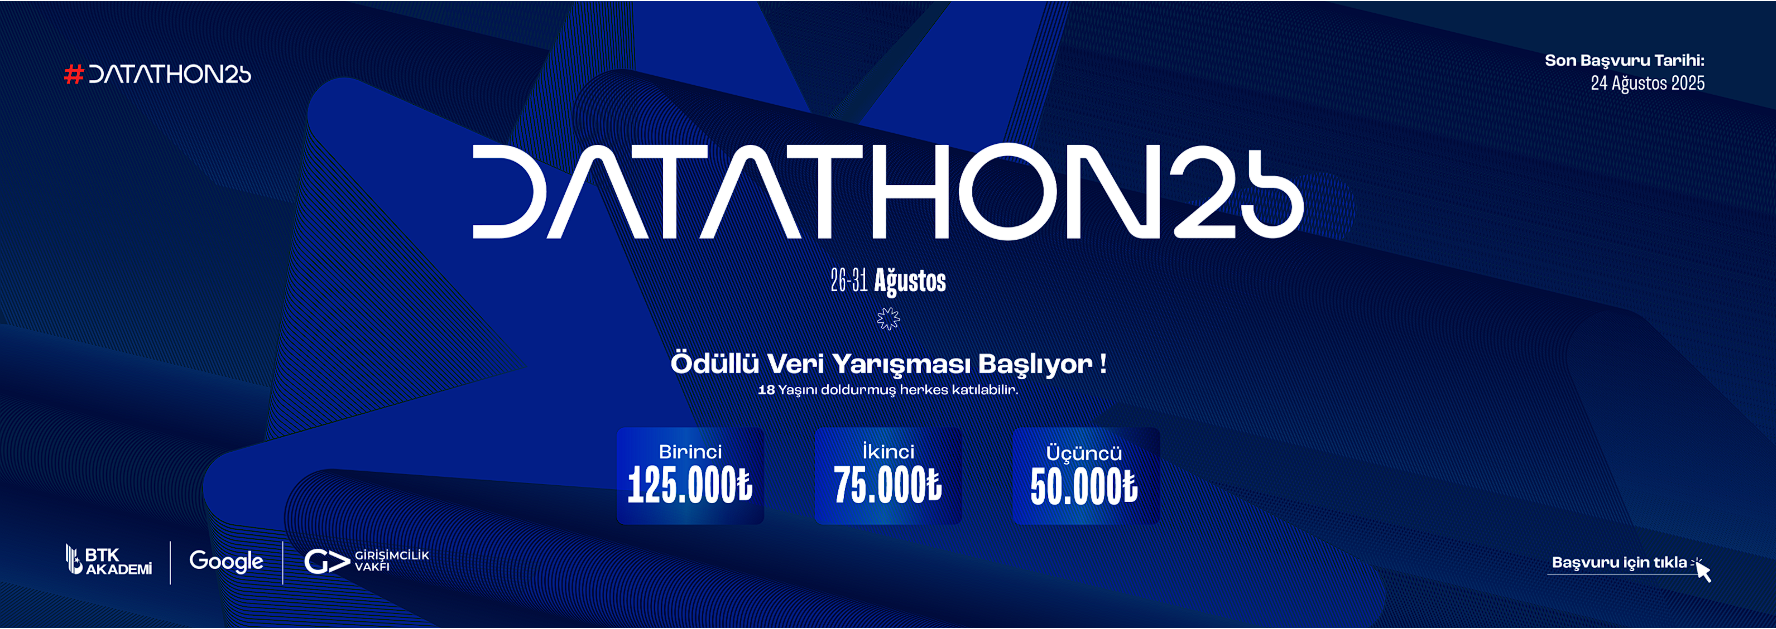 #DATATHON25
Son Başvuru Tarihi:
24 Ağustos 2025
DATATHON25
26-31 Ağustos
Ödüllü Veri Yarışması Başlıyor !
18 Yaşını doldurmuş herkes katılabilir.
Birinci
125.000₺
İkinci
75.000₺
Üçüncü
50.000₺
BTK
AKADEMİ
Google
GİRİŞİMCİLİK
VAKFI
Başvuru için tıkla